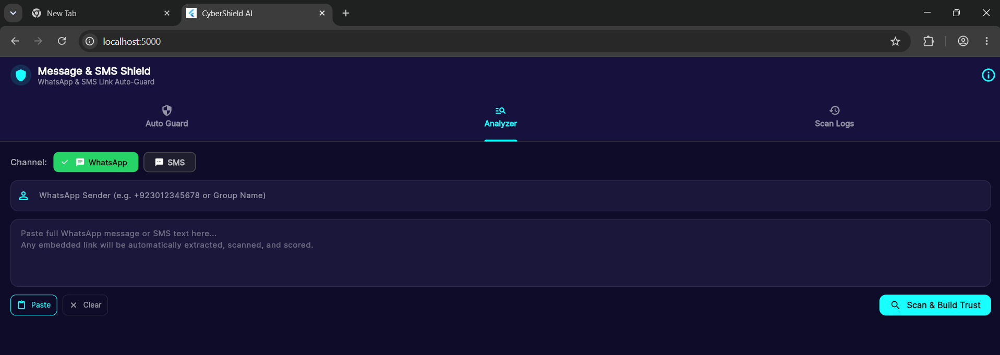 New Tab
CyberShield AI
localhost:5000
Message & SMS Shield
WhatsApp & SMS Link Auto-Guard
Auto Guard
Analyzer
Scan Logs
Channel:
WhatsApp
SMS
WhatsApp Sender (e.g. +923012345678 or Group Name)
Paste full WhatsApp message or SMS text here...
Any embedded link will be automatically extracted, scanned, and scored.
Paste
Clear
Scan & Build Trust